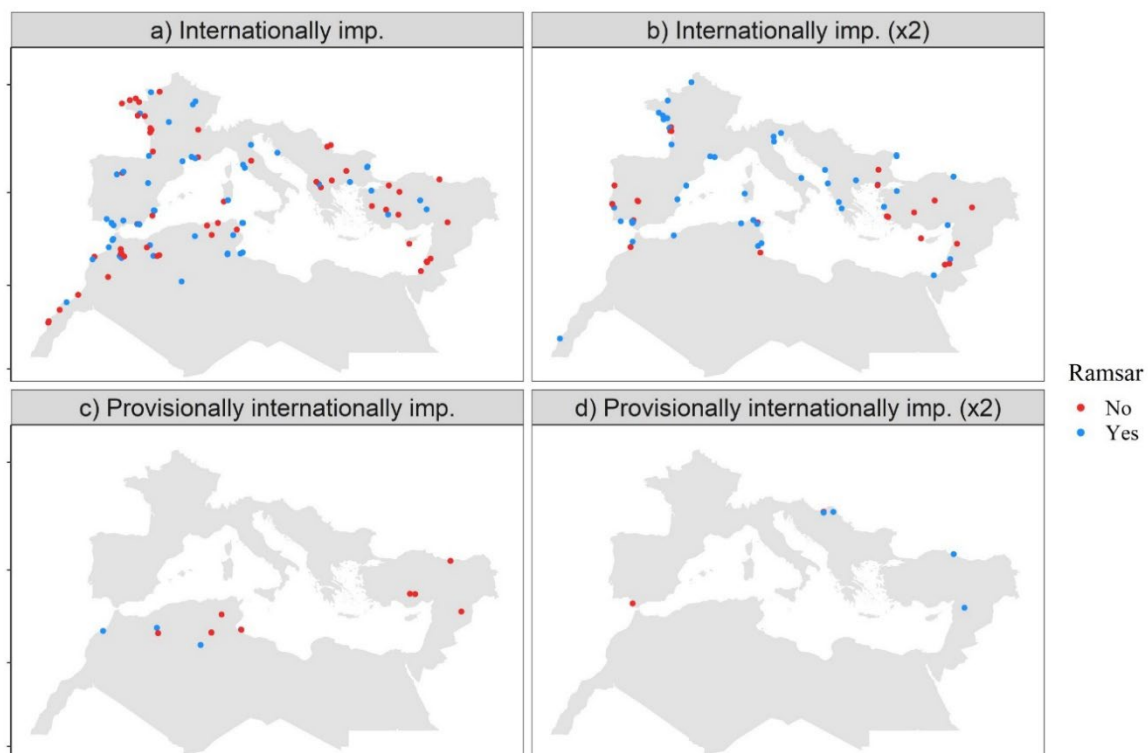 a) Internationally imp.
b) Internationally imp. (x2)
c) Provisionally internationally imp.
d) Provisionally internationally imp. (x2)
Ramsar
No
Yes